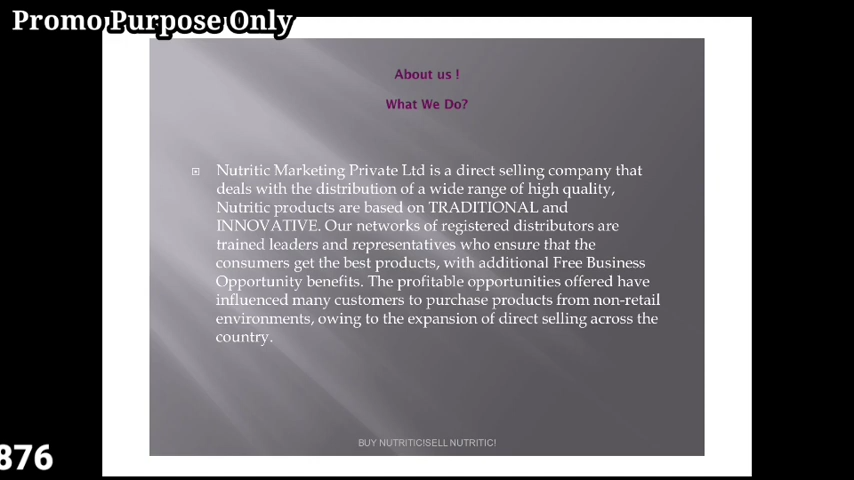 Promo Purpose Only
About us !
What We Do?
Nutritic Marketing Private Ltd is a direct selling company that
deals with the distribution of a wide range of high quality,
Nutritic products are based on TRADITIONAL and
INNOVATIVE. Our networks of registered distributors are
trained leaders and representatives who ensure that the
consumers get the best products, with additional Free Business
Opportunity benefits. The profitable opportunities offered have
influenced many customers to purchase products from non-retail
environments, owing to the expansion of direct selling across the
country.
BUY NUTRITIC!SELL NUTRITIC!
876